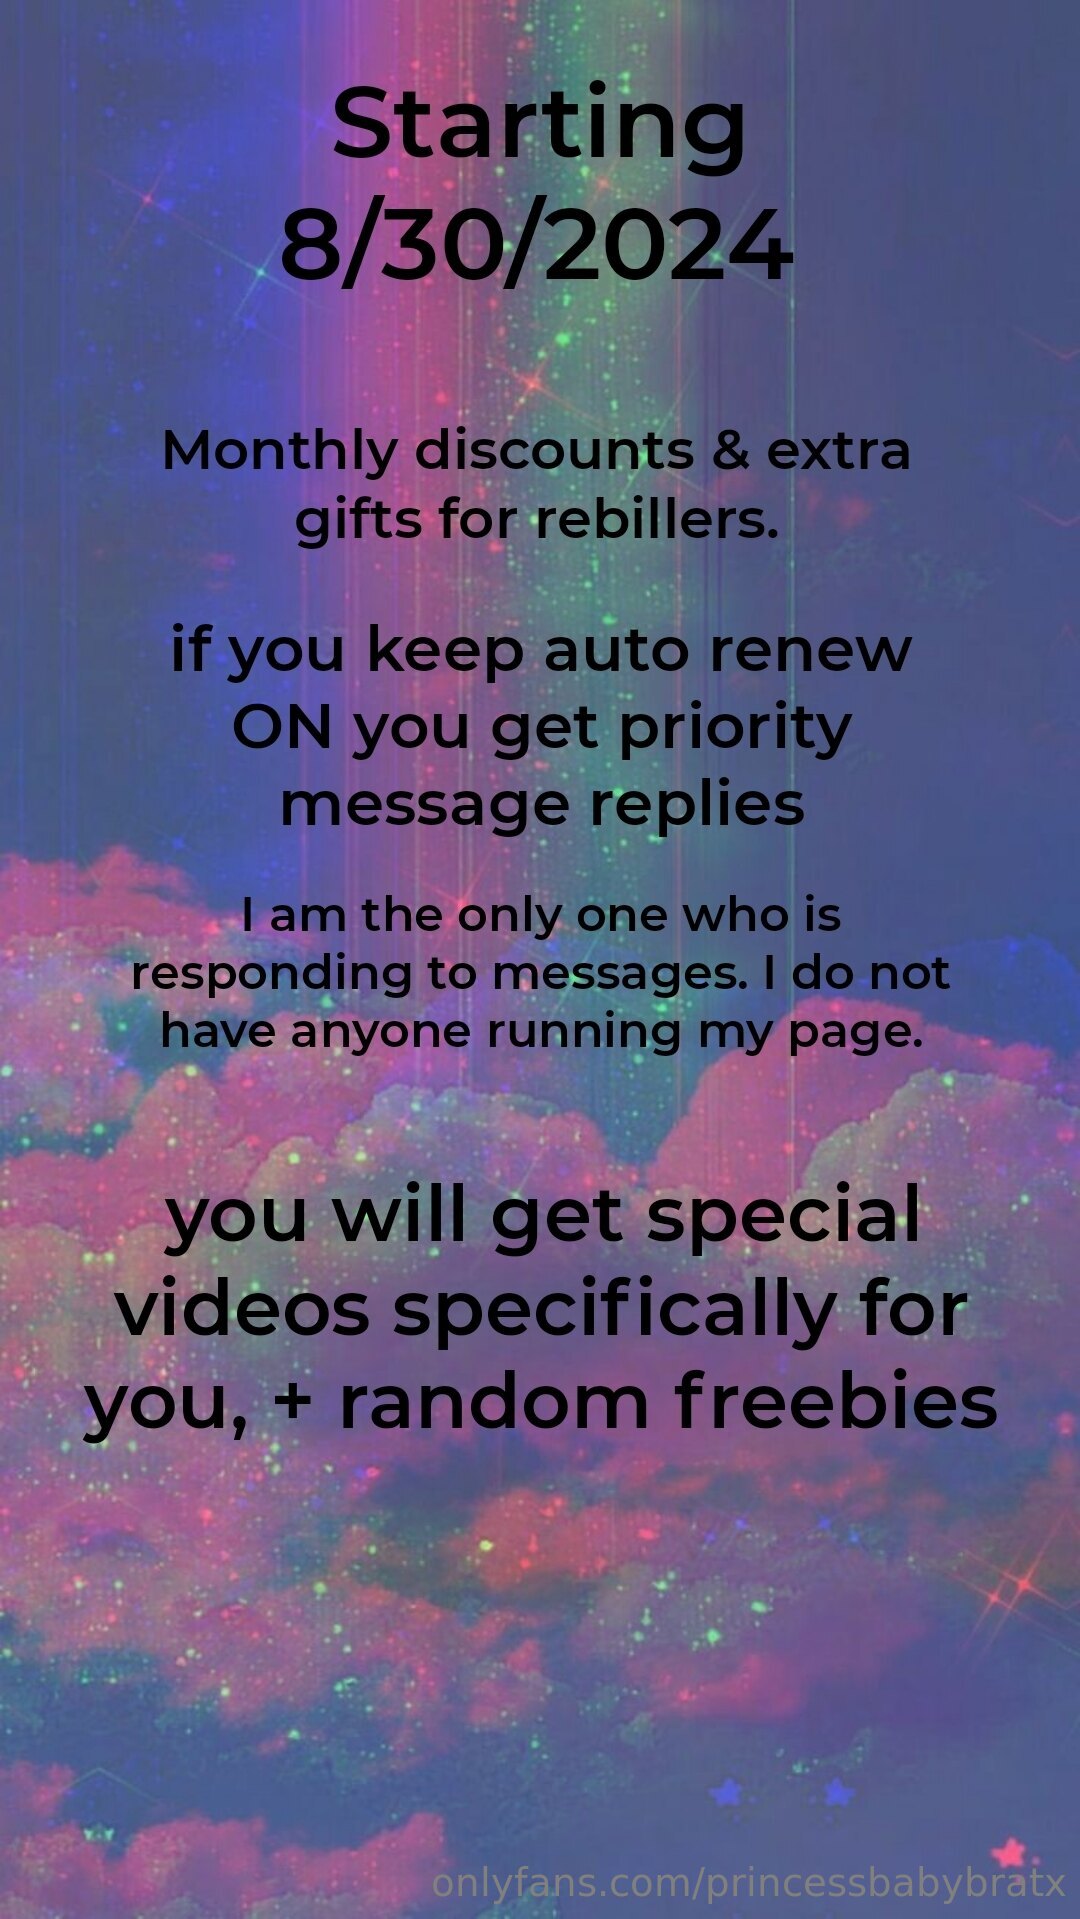 Starting
8/30/2024
Monthly discounts & extra
gifts for rebillers.
if you keep auto renew
ON you get priority
message replies
I am the only one who is
responding to messages. I do not
have anyone running my page.
you will get special
videos specifically for
you, + random freebies
onlyfans.com/princessbabybratx